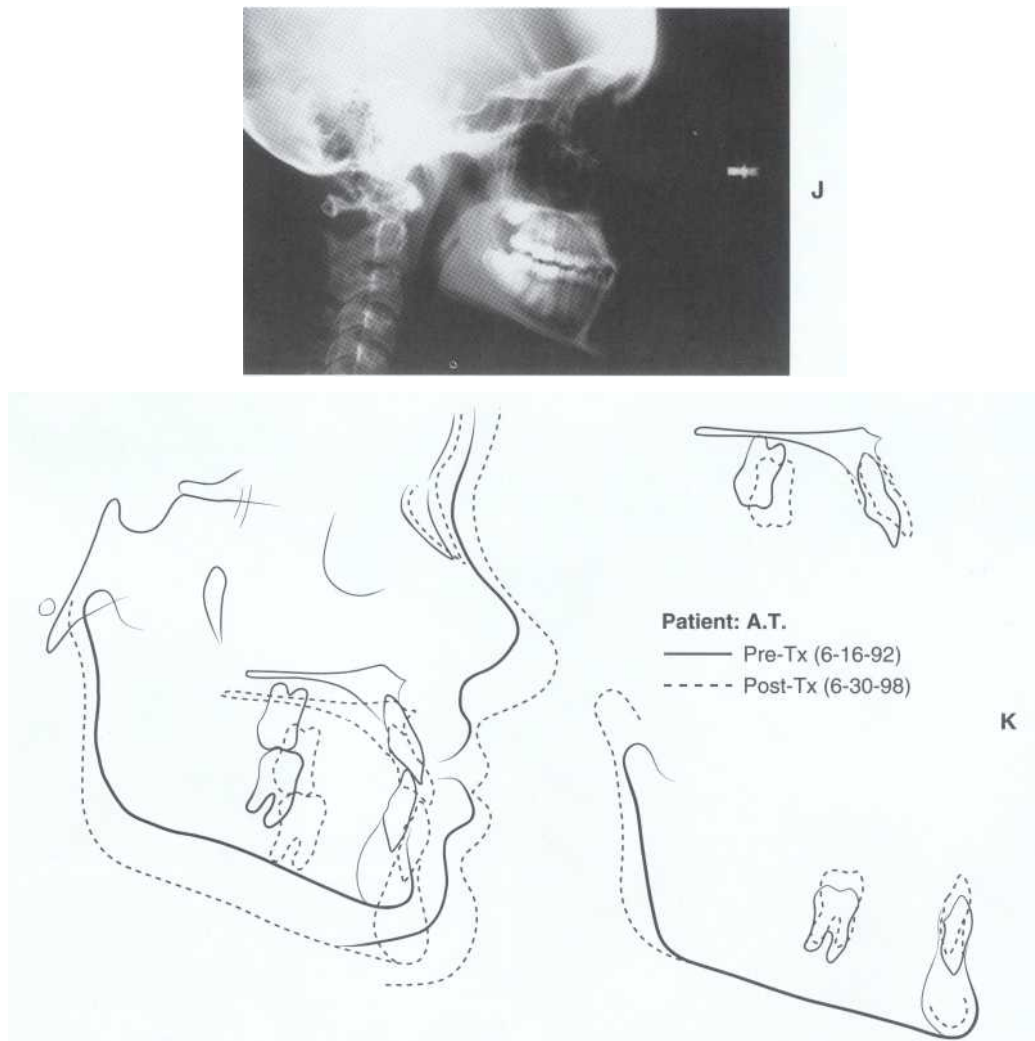 J
Patient: A.T.
Pre-Tx (6-16-92)
Post-Tx (6-30-98)
K